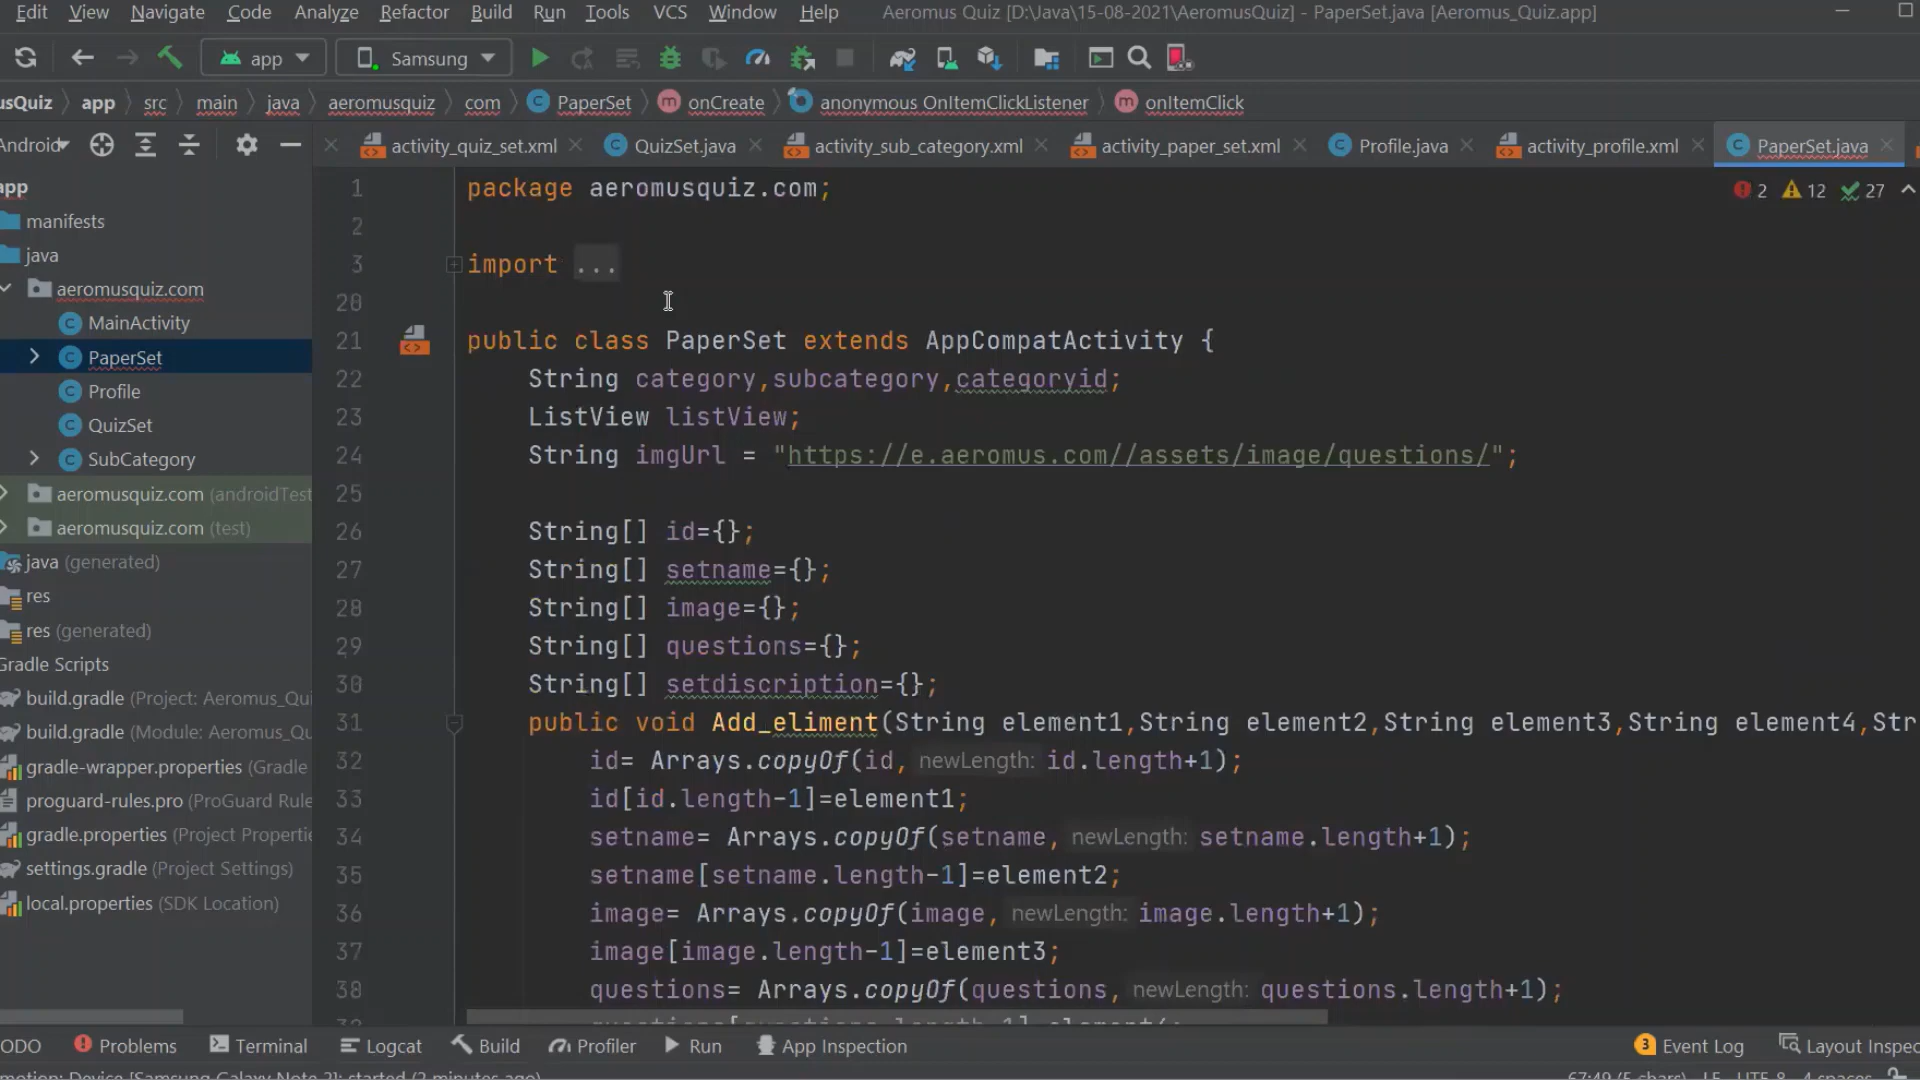 Edit View Navigate Code Analyze Refactor Build Run Tools VCS Window Help Aeromus Quiz [D:\Java\15-08-2021\AeromusQuiz] - PaperSet.java [Aeromus_Quiz.app]
app Samsung
usQuiz app src main java aeromusquiz com PaperSet onCreate anonymous OnItemClickListener onItemClick
Android activity_quiz_set.xml QuizSet.java activity_sub_category.xml activity_paper_set.xml Profile.java activity_profile.xml PaperSet.java
2 12 27
app
manifests
java
aeromusquiz.com
MainActivity
PaperSet
Profile
QuizSet
SubCategory
aeromusquiz.com (androidTest
aeromusquiz.com (test)
java (generated)
res
res (generated)
Gradle Scripts
build.gradle (Project: Aeromus_Qui
build.gradle (Module: Aeromus_Qu
gradle-wrapper.properties (Gradle
proguard-rules.pro (ProGuard Rule
gradle.properties (Project Properti
settings.gradle (Project Settings)
local.properties (SDK Location)
1 package aeromusquiz.com;
2
3 import ...
20
21 public class PaperSet extends AppCompatActivity {
22 String category,subcategory,categoryid;
23 ListView listView;
24 String imgUrl = "https://e.aeromus.com//assets/image/questions/";
25
26 String[] id={};
27 String[] setname={};
28 String[] image={};
29 String[] questions={};
30 String[] setdiscription={};
31 public void Add_eliment(String element1,String element2,String element3,String element4,Str
32 id= Arrays.copyOf(id, newLength: id.length+1);
33 id[id.length-1]=element1;
34 setname= Arrays.copyOf(setname, newLength: setname.length+1);
35 setname[setname.length-1]=element2;
36 image= Arrays.copyOf(image, newLength: image.length+1);
37 image[image.length-1]=element3;
38 questions= Arrays.copyOf(questions, newLength: questions.length+1);
ODO Problems Terminal Logcat Build Profiler Run App Inspection 3 Event Log Layout Inspec